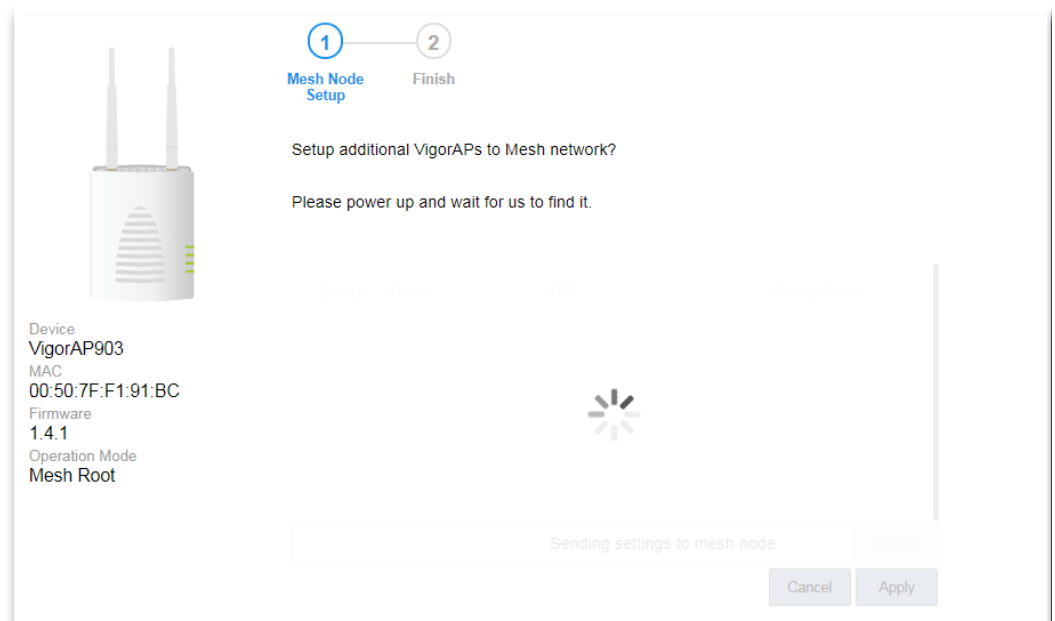 1
2
Mesh Node
Setup
Finish
Setup additional VigorAPs to Mesh network?
Please power up and wait for us to find it.
Device
VigorAP903
MAC
00:50:7F:F1:91:BC
Firmware
1.4.1
Operation Mode
Mesh Root
Sending settings to mesh node
Search
Cancel
Apply